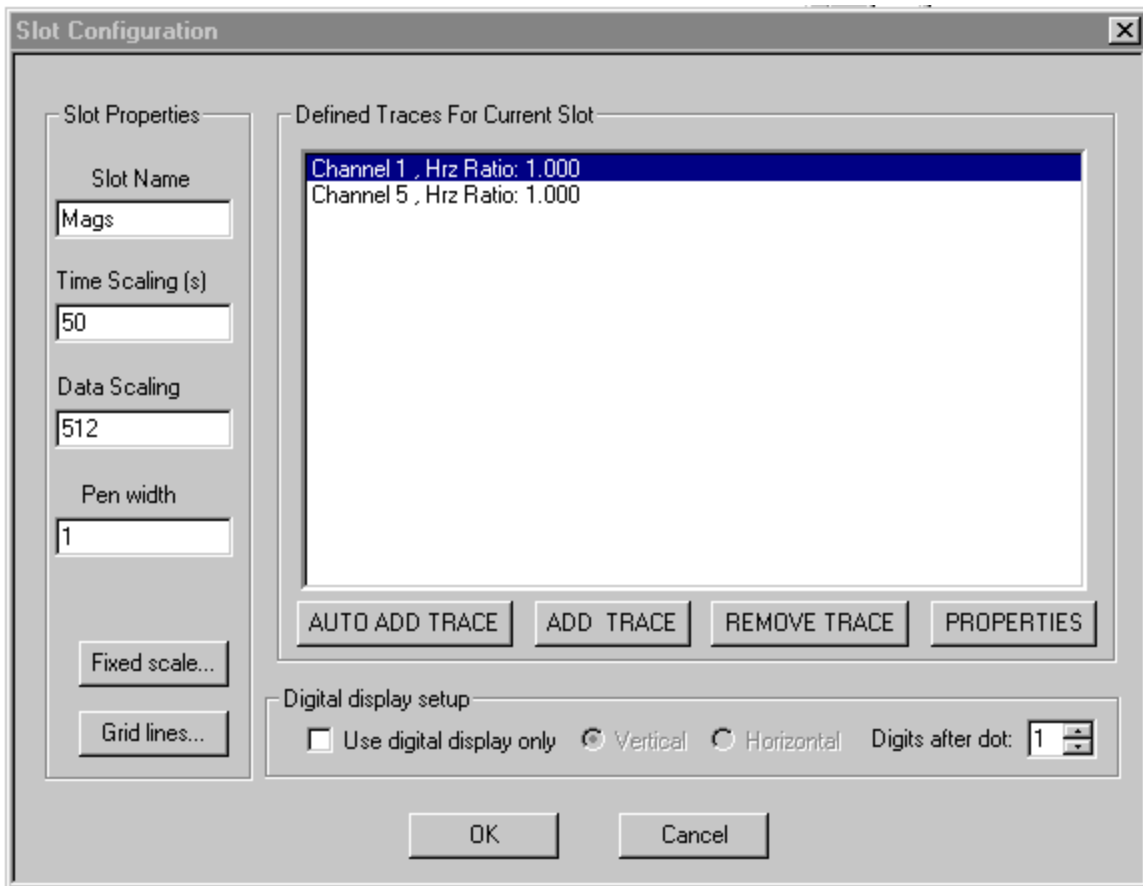 Slot Configuration
Slot Properties
Slot Name
Mags
Time Scaling (s)
50
Data Scaling
512
Pen width
1
Fixed scale...
Grid lines...
Defined Traces For Current Slot
Channel 1 , Hrz Ratio: 1.000
Channel 5 , Hrz Ratio: 1.000
AUTO ADD TRACE ADD TRACE REMOVE TRACE PROPERTIES
Digital display setup
Use digital display only Vertical Horizontal Digits after dot: 1
OK Cancel